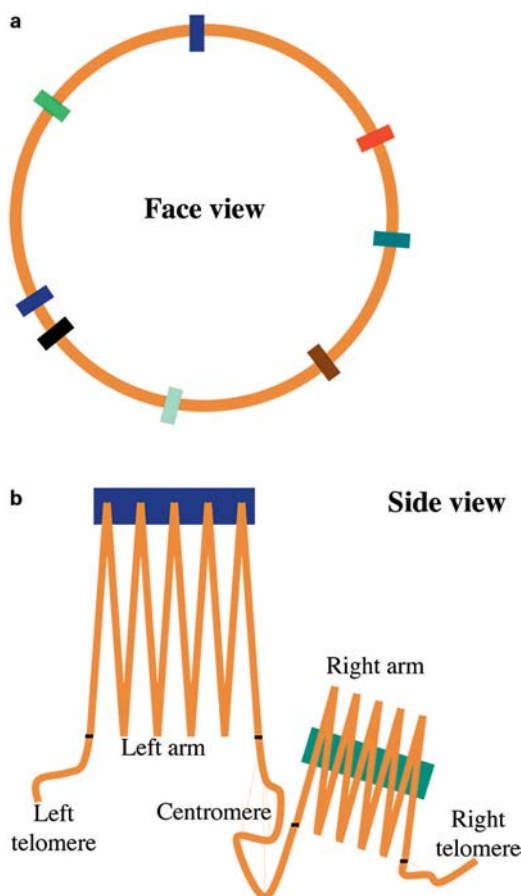 a
Face view
b
Side view
Right arm
Left arm
Left
telomere
Centromere
Right
telomere